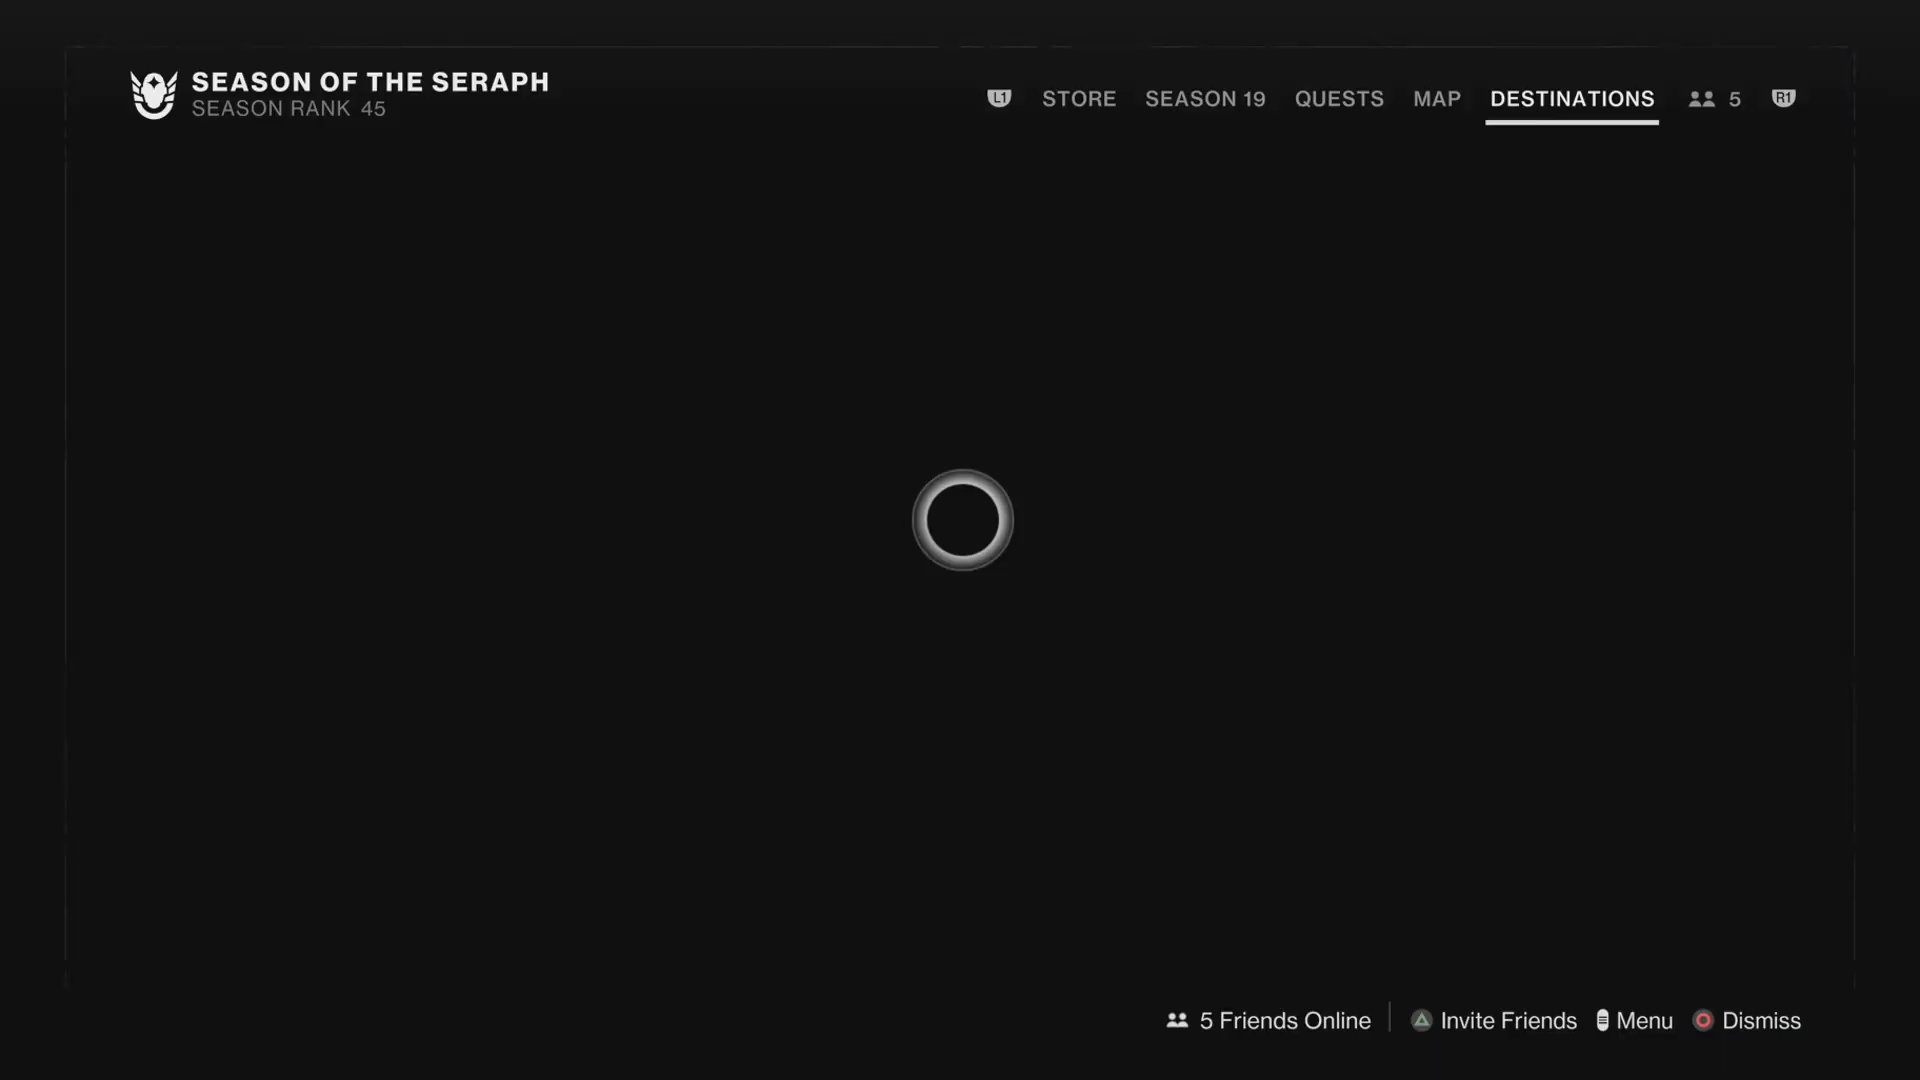 SEASON OF THE SERAPH
SEASON RANK 45
L1 STORE SEASON 19 QUESTS MAP DESTINATIONS 5 R1
5 Friends Online Invite Friends Menu Dismiss